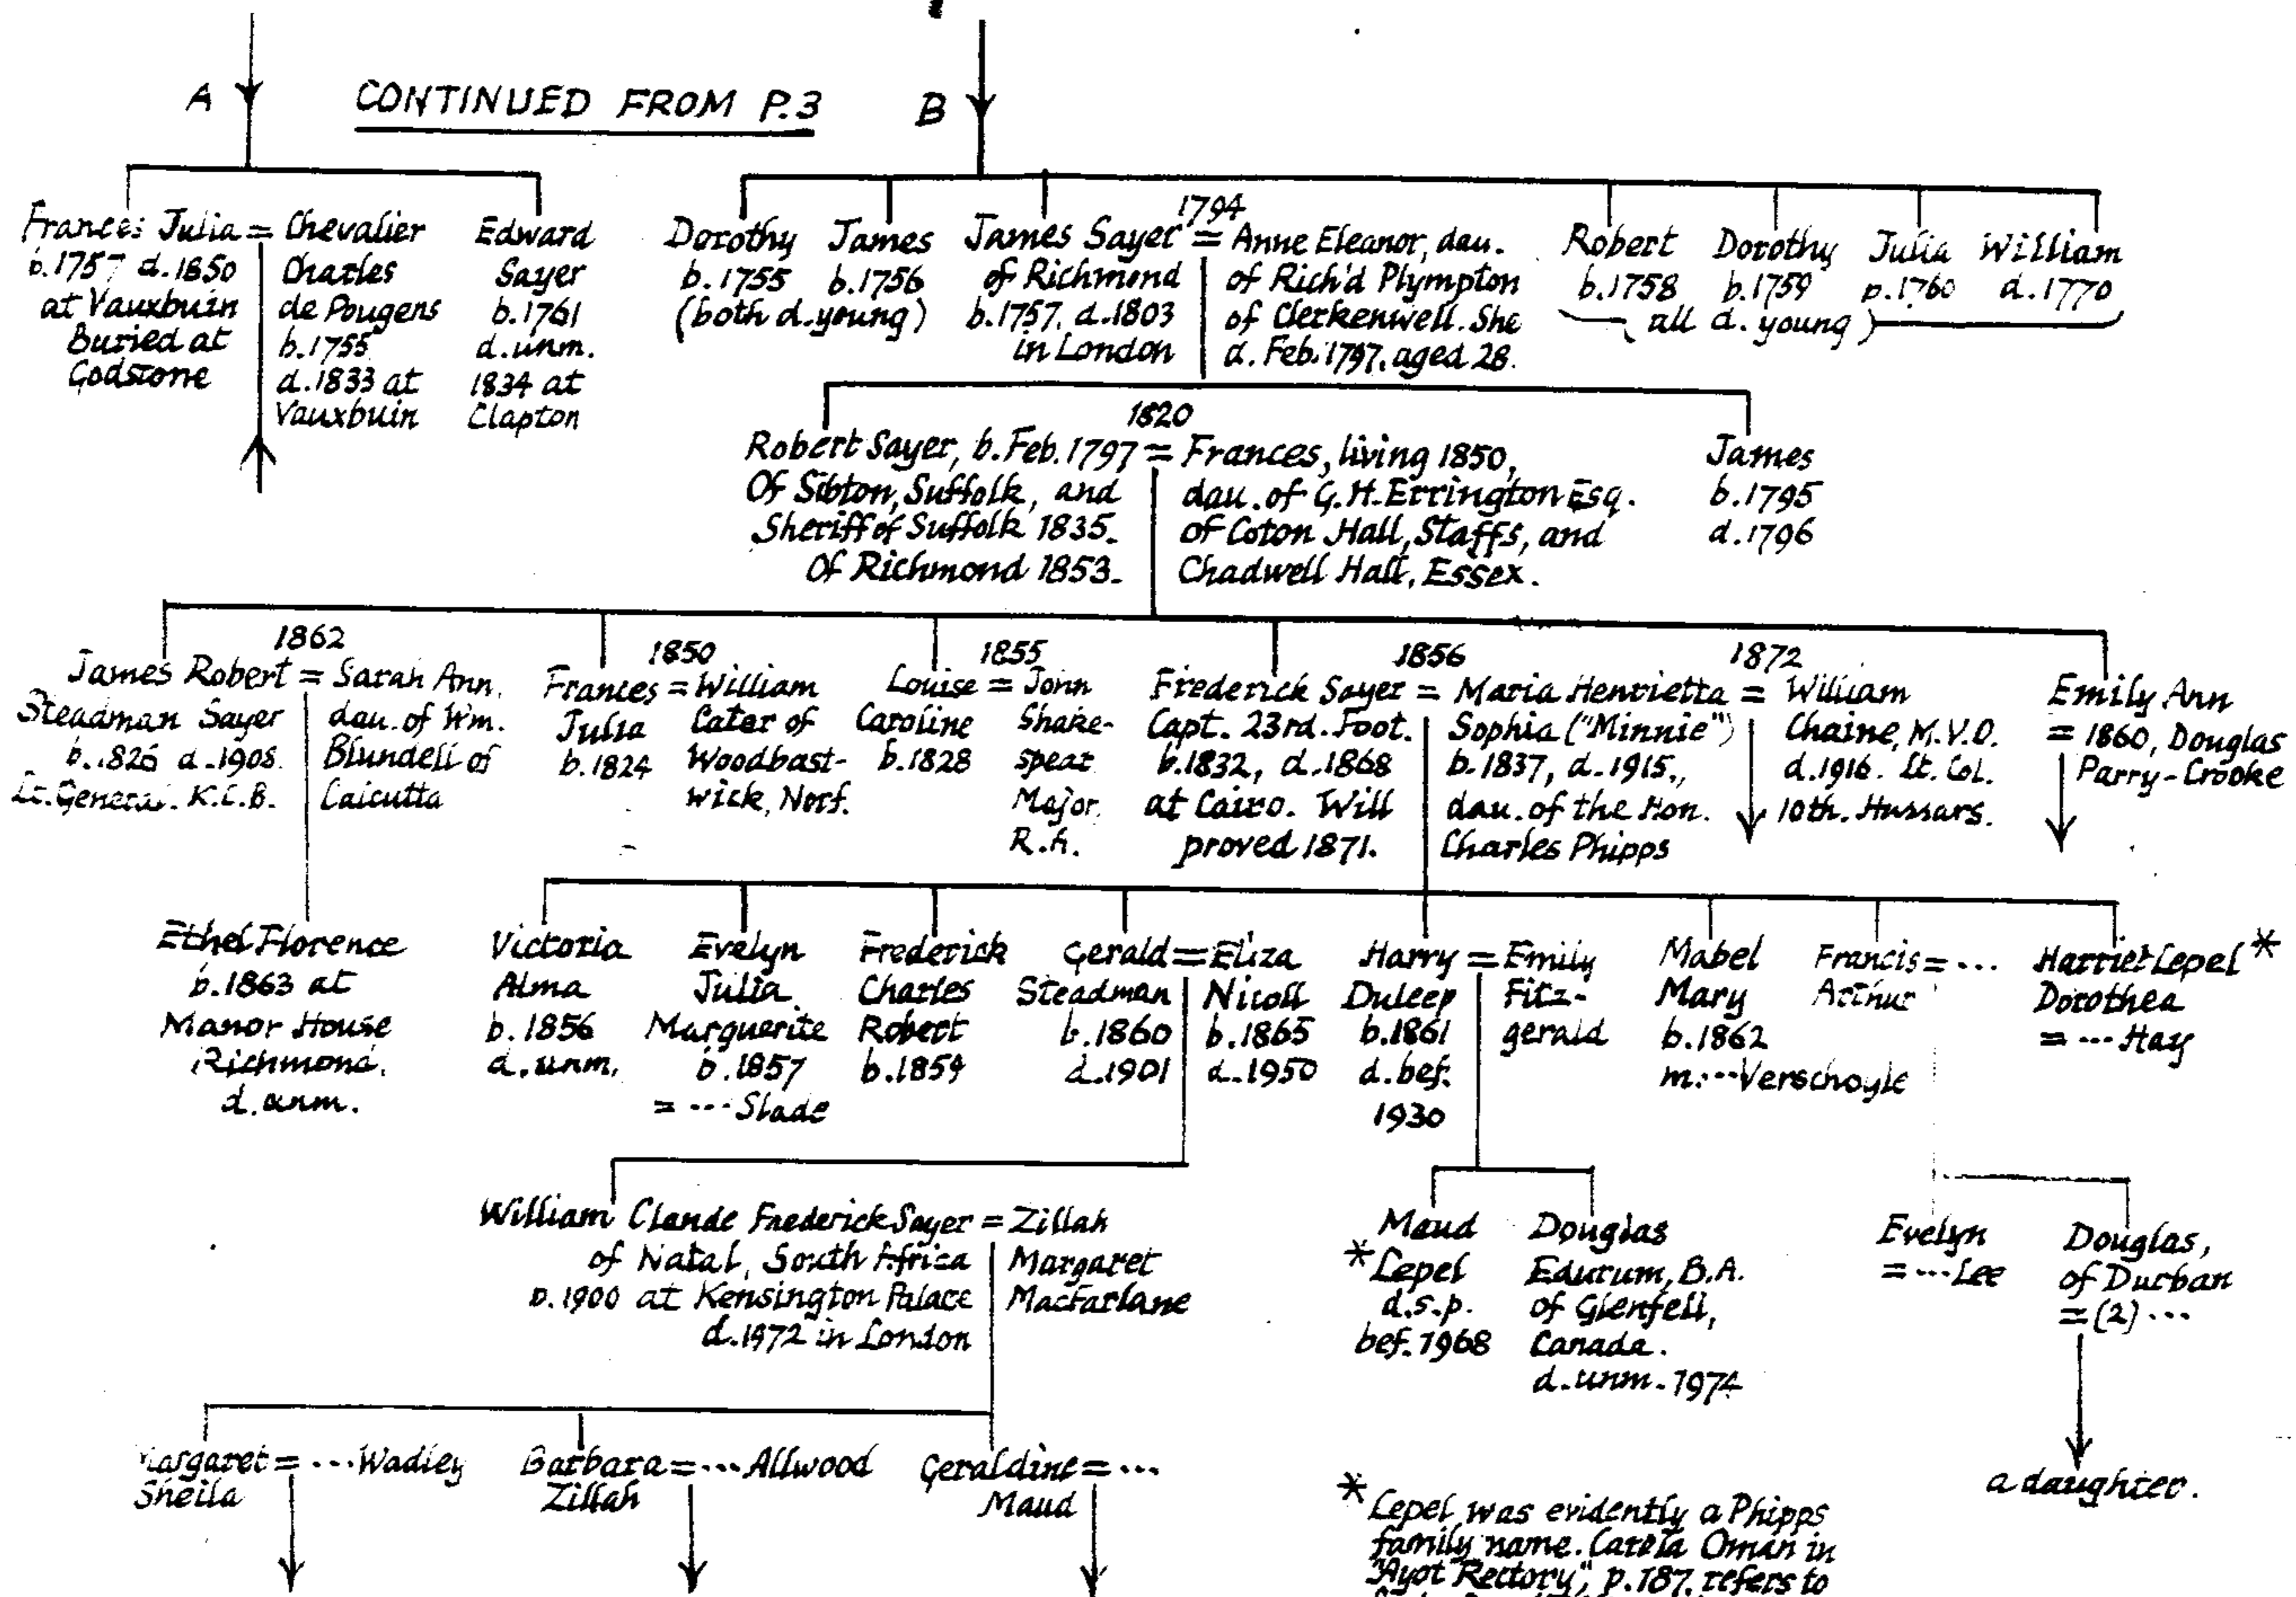 A
CONTINUED FROM P.3
B
Frances Julia = Chevalier
b.1757 d.1850
at Vauxbuin
Buried at
Godstone
Charles
de Pougens
b.1755
d.1833 at
Vauxbuin
Edward
Sayer
b.1761
d.unm.
1834 at
Clapton
Dorothy
b.1755
James
b.1756
(both d.young)
1794
James Sayer = Anne Eleanor, dau.
of Richmond
b.1757, d.1803
in London
of Rich'd Plympton
of Clerkenwell. She
d. Feb. 1797, aged 28.
Robert
b.1758
Dorothy
b.1759
Julia
b.1760
William
d.1770
(all d. young)
1820
Robert Sayer, b. Feb. 1797 = Frances, living 1850,
Of Sibton, Suffolk, and
Sheriff of Suffolk 1835.
Of Richmond 1853.
dau. of G.H. Errington Esq.
of Coton Hall, Staffs, and
Chadwell Hall, Essex.
James
b.1795
d.1796
1862
James Robert = Sarah Ann,
Steadman Sayer
d.1908.
Lt. General. K.C.B.
dau. of Wm.
Blundell of
Calcutta
1850
Frances = William
Julia
b.1824
Cater of
Woodbast-
wick, Norf.
1855
Louise = John
Caroline
b.1828
Shake-
spear
Major
R.A.
1856
Frederick Sayer = Maria Henrietta
Capt. 23rd. Foot.
b.1832, d.1868
at Cairo. Will
proved 1871.
Sophia ("Minnie")
b.1837, d.1915,
dau. of the Hon.
Charles Phipps
1872
= William
Chaine, M.V.O.
d.1916. Lt. Col.
10th. Hussars.
Emily Ann
= 1860, Douglas
Parry-Crooke
Ethel Florence
b.1863 at
Manor House
Richmond.
d.unm.
Victoria
Alma
b.1856
d.unm.
Evelyn
Julia
Marguerite
b.1857
= ... Slade
Frederick
Charles
Robert
b.1859
Gerald = Eliza
Steadman
b.1860
d.1901
Nicoll
b.1865
d.1950
Harry = Emily
Duleep
b.1861
d.bef.
1930
Fitz-
gerald
Mabel
Mary
b.1862
m. ... Verschoyle
Francis = ...
Arthur
Harriet Lepel *
Dorothea
= ... Hay
William Claude Frederick Sayer = Zillah
of Natal, South Africa
b.1900 at Kensington Palace
d.1972 in London
Margaret
MacFarlane
Maud
*Lepel
d.s.p.
bef. 1968
Douglas
Edurum, B.A.
of Glenfell,
Canada.
d.unm. 1974
Evelyn
= ... Lee
Douglas,
of Durban
= (2) ...
Margaret = ... Wadley
Sheila
Barbara = ... Allwood
Zillah
Geraldine = ...
Maud
a daughter.
* Lepel was evidently a Phipps
family name. Carola Oman in
"Ayot Rectory", p.187, refers to